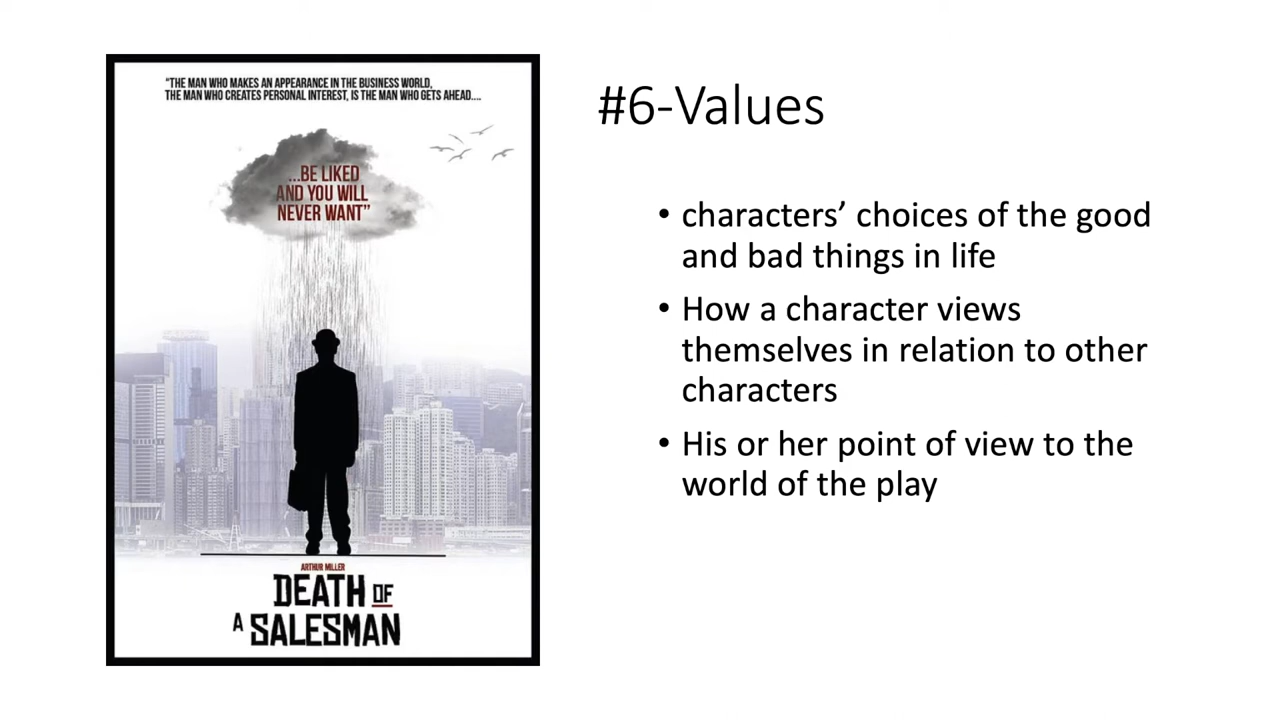 "THE MAN WHO MAKES AN APPEARANCE IN THE BUSINESS WORLD,
THE MAN WHO CREATES PERSONAL INTEREST, IS THE MAN WHO GETS AHEAD....
...BE LIKED
AND YOU WILL
NEVER WANT"
ARTHUR MILLER
DEATH OF
A SALESMAN
#6-Values
• characters’ choices of the good
and bad things in life
• How a character views
themselves in relation to other
characters
• His or her point of view to the
world of the play